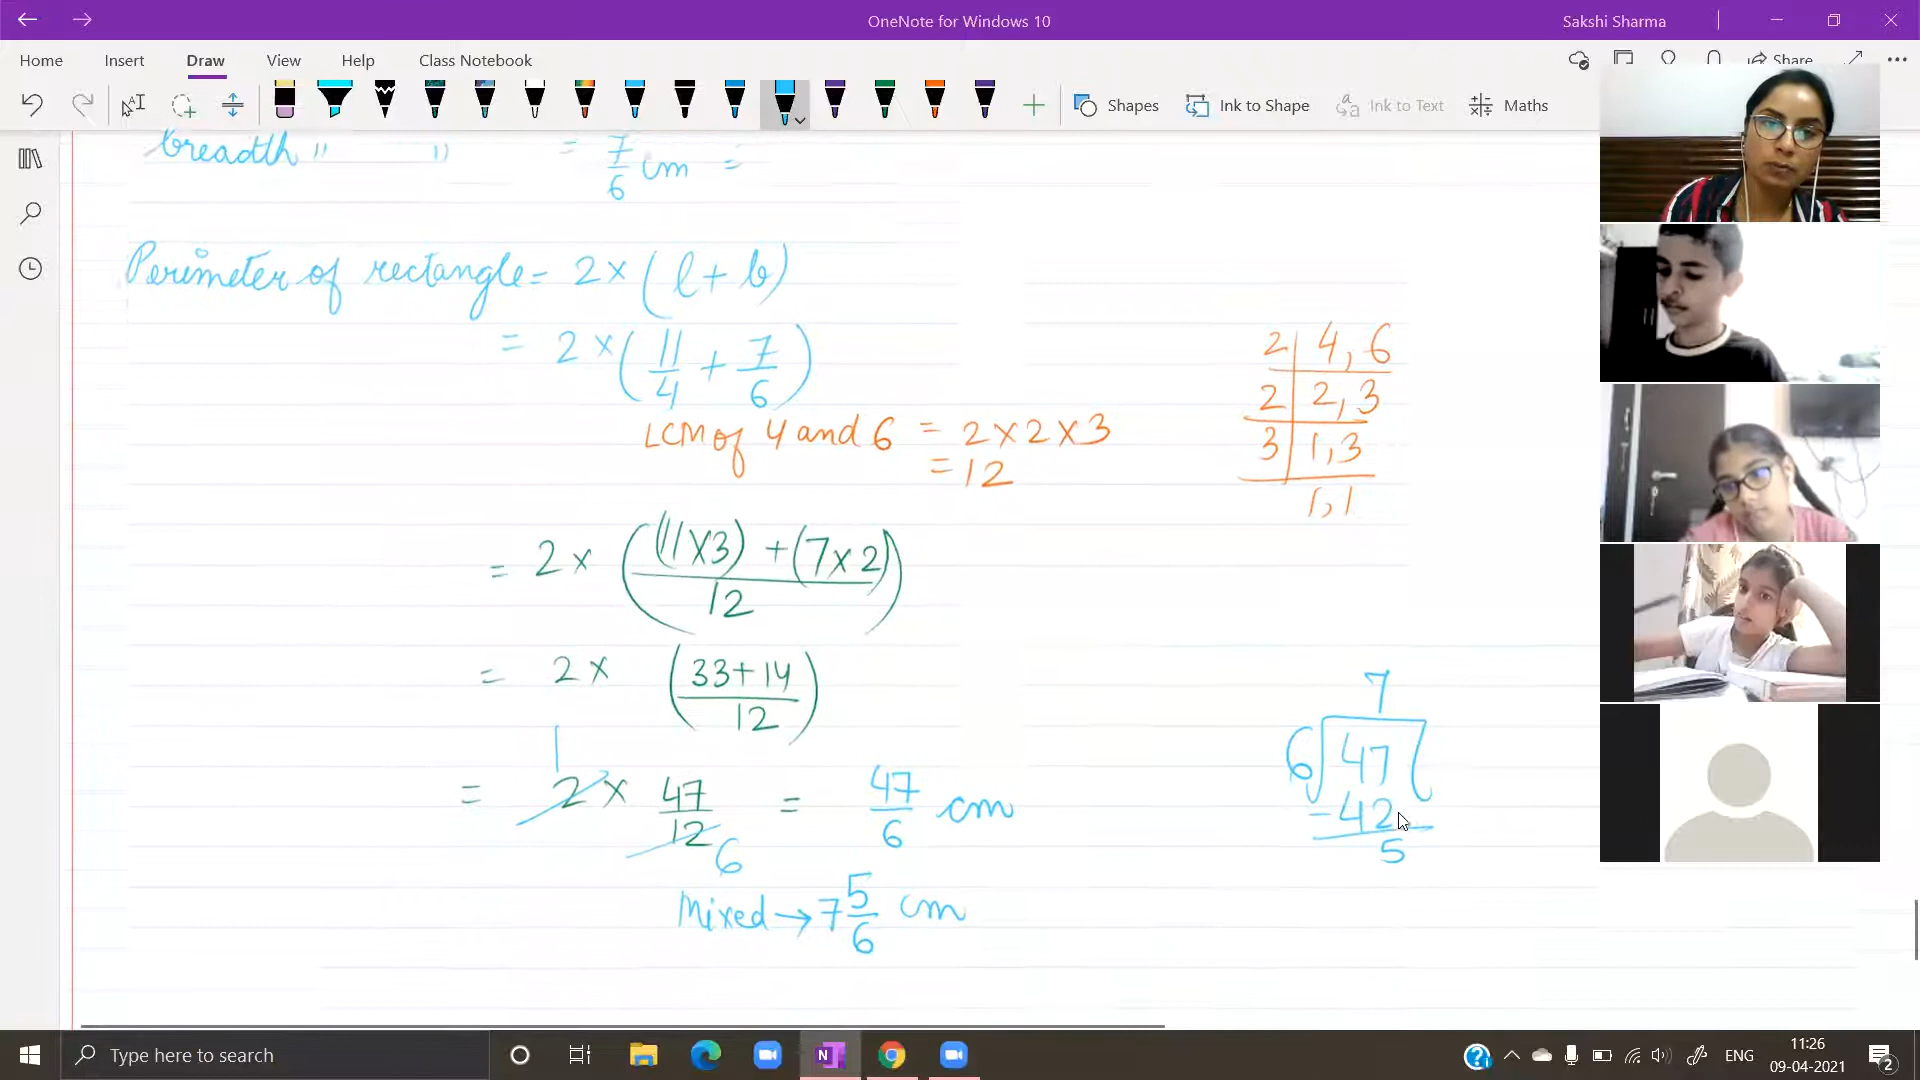 OneNote for Windows 10
Sakshi Sharma
Home Insert Draw View Help Class Notebook
Share
Shapes Ink to Shape Ink to Text Maths
breadth " " = 7/6 cm =
Perimeter of rectangle = 2 × (l + b)
= 2 × (11/4 + 7/6)
LCM of 4 and 6 = 2 × 2 × 3
= 12
2 | 4, 6
2 | 2, 3
3 | 1, 3
1, 1
= 2 × ((11 × 3) + (7 × 2) / 12)
= 2 × (33 + 14 / 12)
1
= 2 × 47/12 = 47/6 cm
6
Mixed → 7 5/6 cm
7
6 ) 47 (
- 42
5
Type here to search
ENG
11:26
09-04-2021
2